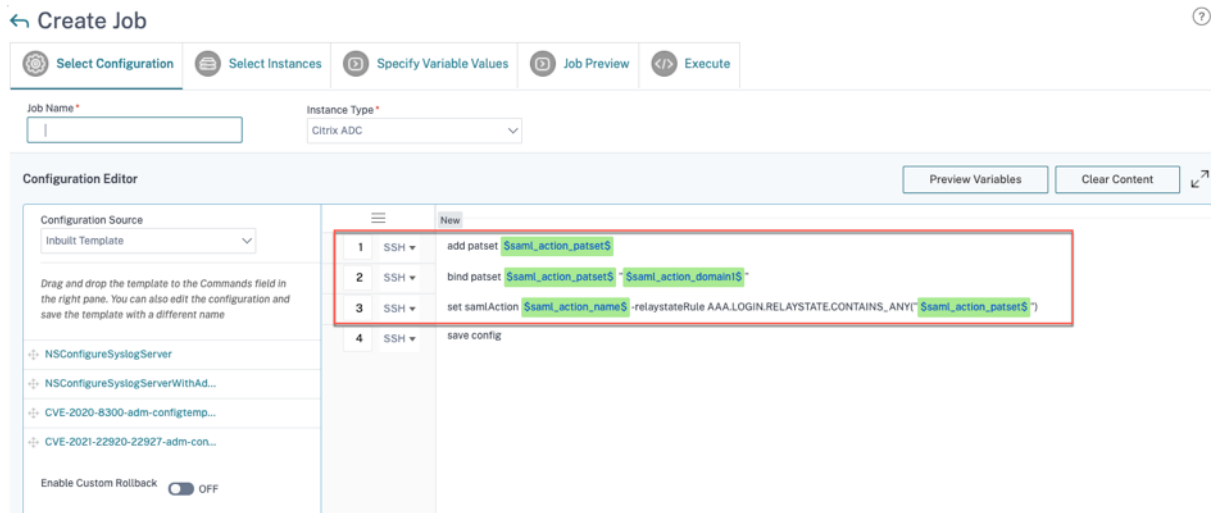 Create Job
?
Select Configuration
Select Instances
Specify Variable Values
Job Preview
Execute
Job Name*
Instance Type*
Citrix ADC
Configuration Editor
Preview Variables
Clear Content
Configuration Source
Inbuilt Template
Drag and drop the template to the Commands field in
the right pane. You can also edit the configuration and
save the template with a different name
NSConfigureSyslogServer
NSConfigureSyslogServerWithAd...
CVE-2020-8300-adm-configtemp...
CVE-2021-22920-22927-adm-con...
Enable Custom Rollback OFF
New
1 SSH add patset $saml_action_patset$
2 SSH bind patset $saml_action_patset$ "$saml_action_domain1$"
3 SSH set samlAction $saml_action_name$ -relaystateRule AAA.LOGIN.RELAYSTATE.CONTAINS_ANY("$saml_action_patset$")
4 SSH save config